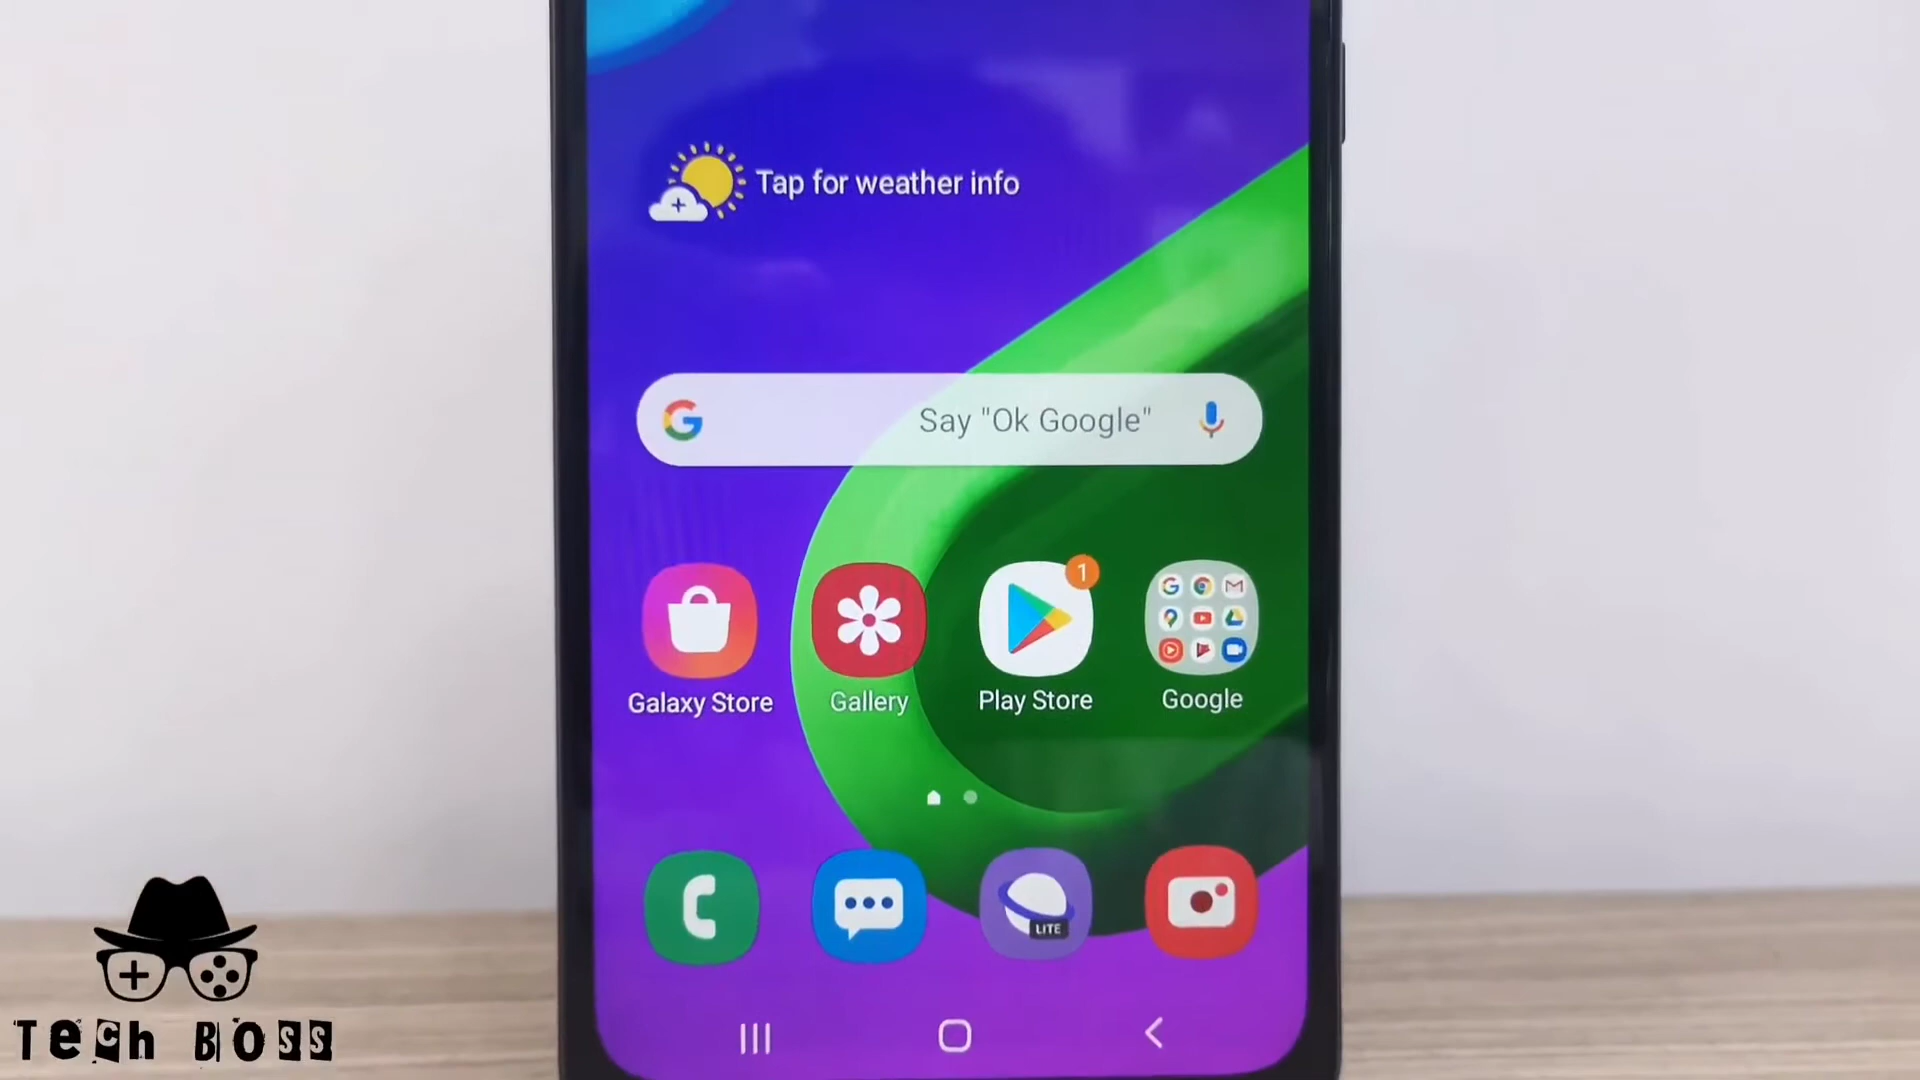 Tap for weather info
Say "Ok Google"
1
Galaxy Store
Gallery
Play Store
Google
LITE
Tech Boss